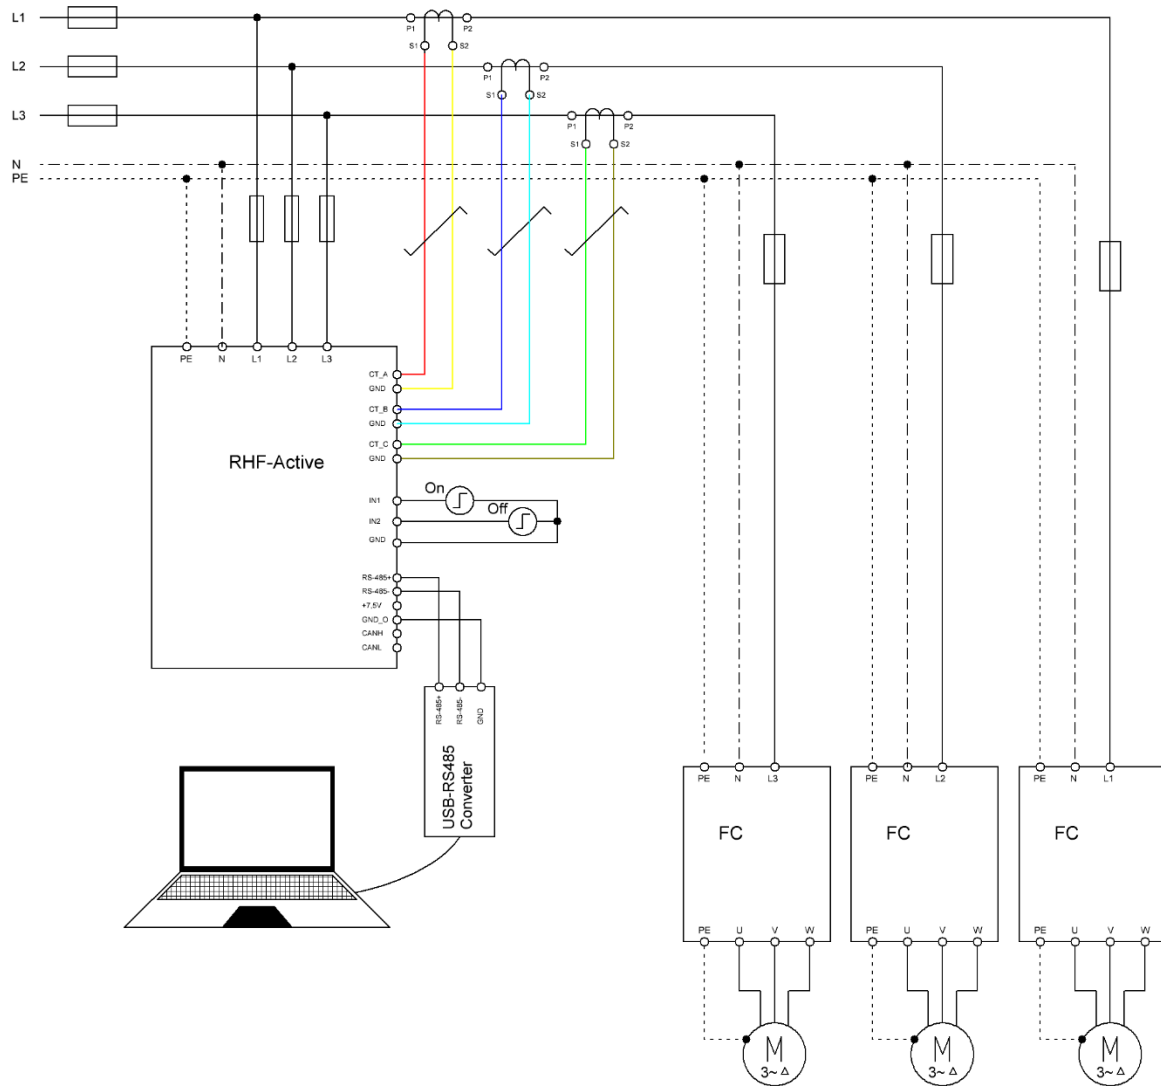 L1
P1 P2
S1 S2
L2
P1 P2
S1 S2
L3
P1 P2
S1 S2
N
PE
PE N L1 L2 L3
CT_A
GND
CT_B
GND
CT_C
GND
RHF-Active
On
IN1
Off
IN2
GND
RS-485+
RS-485-
+7,5V
GND_O
CANH
CANL
RS-485+
RS-485-
GND
USB-RS485
Converter
PE N L3
PE N L2
PE N L1
FC
FC
FC
PE U V W
PE U V W
PE U V W
M
3~ Δ
M
3~ Δ
M
3~ Δ